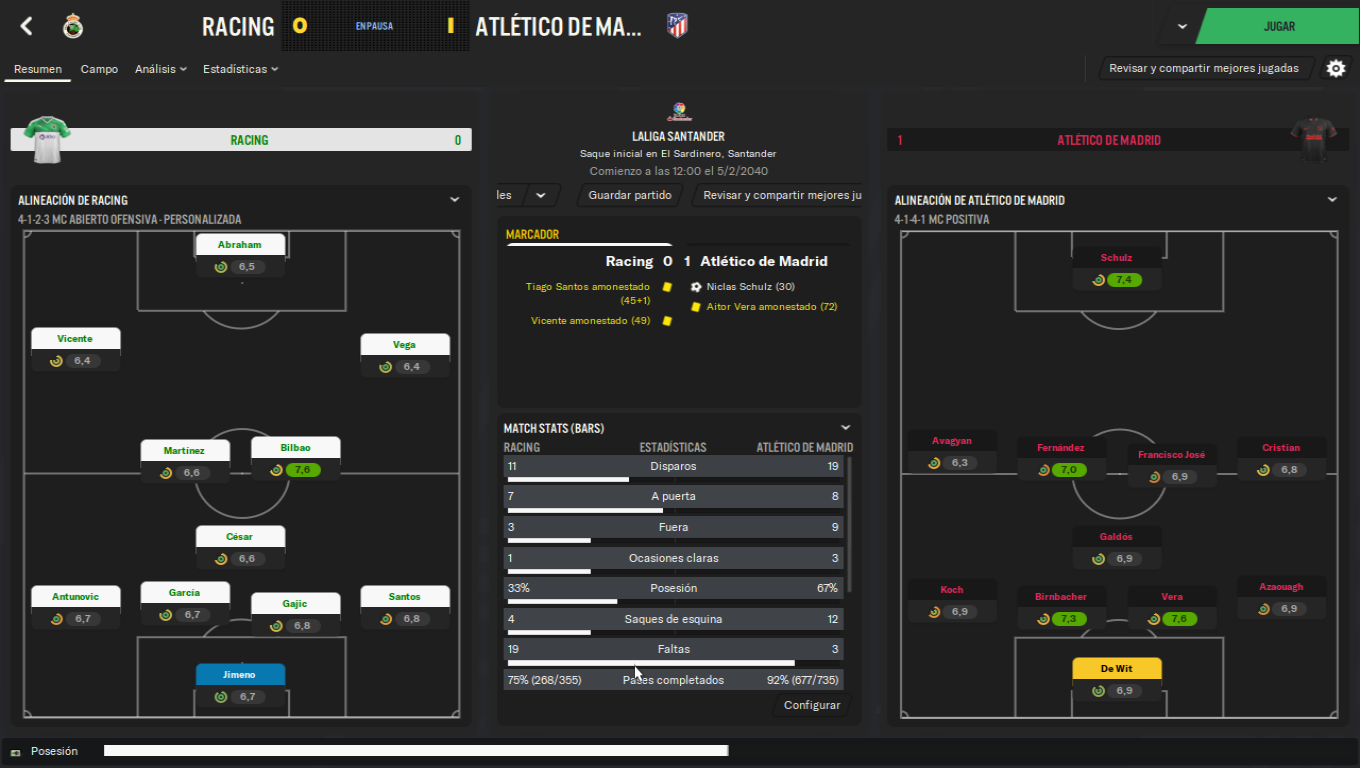 RACING
0
EN PAUSA
1
ATLÉTICO DE MA...
JUGAR
Resumen
Campo
Análisis
Estadísticas
Revisar y compartir mejores jugadas
RACING
0
ALINEACIÓN DE RACING
4-1-2-3 MC ABIERTO OFENSIVA - PERSONALIZADA
Abraham
6,5
Vicente
6,4
Vega
6,4
Martínez
6,6
Bilbao
7,6
César
6,6
Antunovic
6,7
García
6,7
Gajic
6,8
Santos
6,8
Jimeno
6,7
LALIGA SANTANDER
Saque inicial en El Sardinero, Santander
Comienzo a las 12:00 el 5/2/2040
les
Guardar partido
Revisar y compartir mejores ju
MARCADOR
Racing 0 1 Atlético de Madrid
Tiago Santos amonestado
(45+1)
Vicente amonestado (49)
Niclas Schulz (30)
Aitor Vera amonestado (72)
MATCH STATS (BARS)
RACING ESTADÍSTICAS ATLÉTICO DE MADRID
11 Disparos 19
7 A puerta 8
3 Fuera 9
1 Ocasiones claras 3
33% Posesión 67%
4 Saques de esquina 12
19 Faltas 3
75% (268/355) Pases completados 92% (677/735)
Configurar
1
ATLÉTICO DE MADRID
ALINEACIÓN DE ATLÉTICO DE MADRID
4-1-4-1 MC POSITIVA
Schulz
7,4
Avagyan
6,3
Fernández
7,0
Francisco José
6,9
Cristian
6,8
Galdós
6,9
Koch
6,9
Birnbacher
7,3
Vera
7,6
Azaouagh
6,9
De Wit
6,9
Posesión